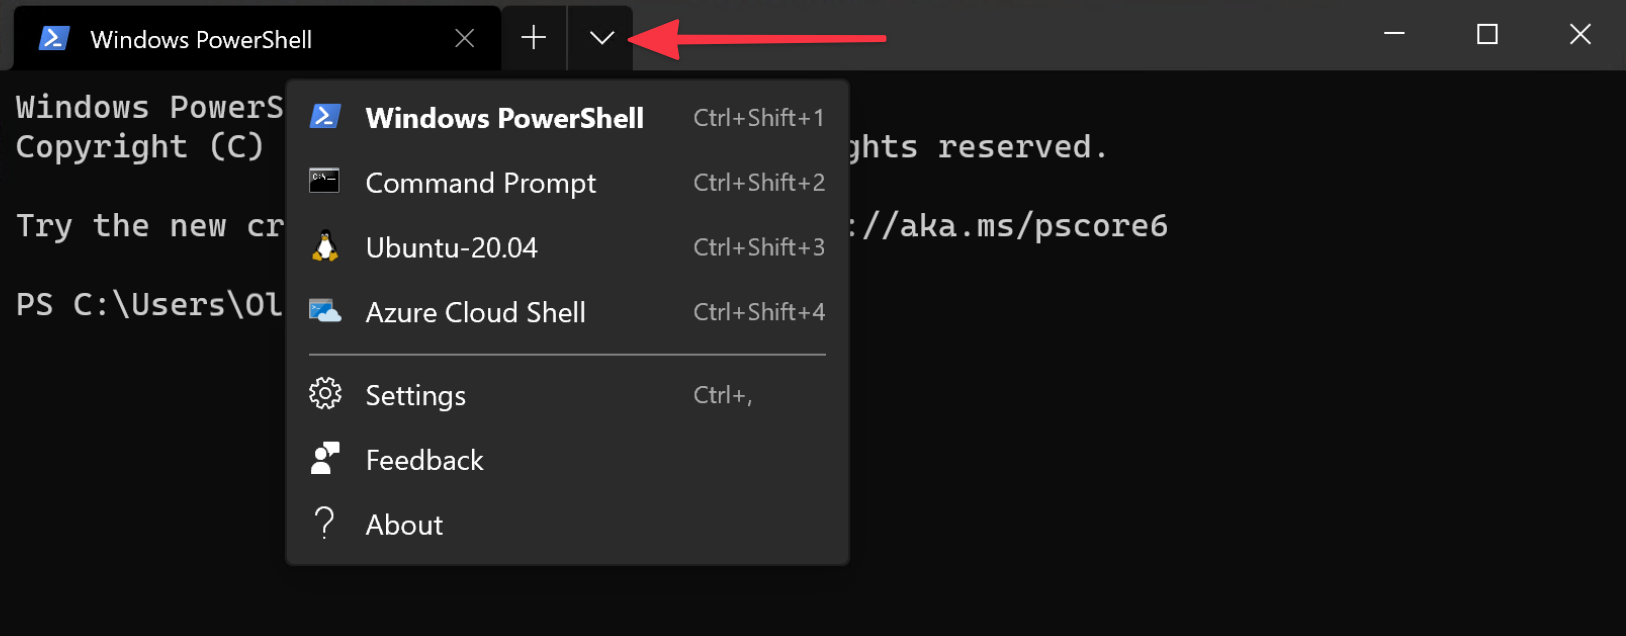 Windows PowerShell
Windows PowerS
Copyright (C) ghts reserved.
Try the new cr ://aka.ms/pscore6
PS C:\Users\Ol
Windows PowerShell Ctrl+Shift+1
Command Prompt Ctrl+Shift+2
Ubuntu-20.04 Ctrl+Shift+3
Azure Cloud Shell Ctrl+Shift+4
Settings Ctrl+,
Feedback
About